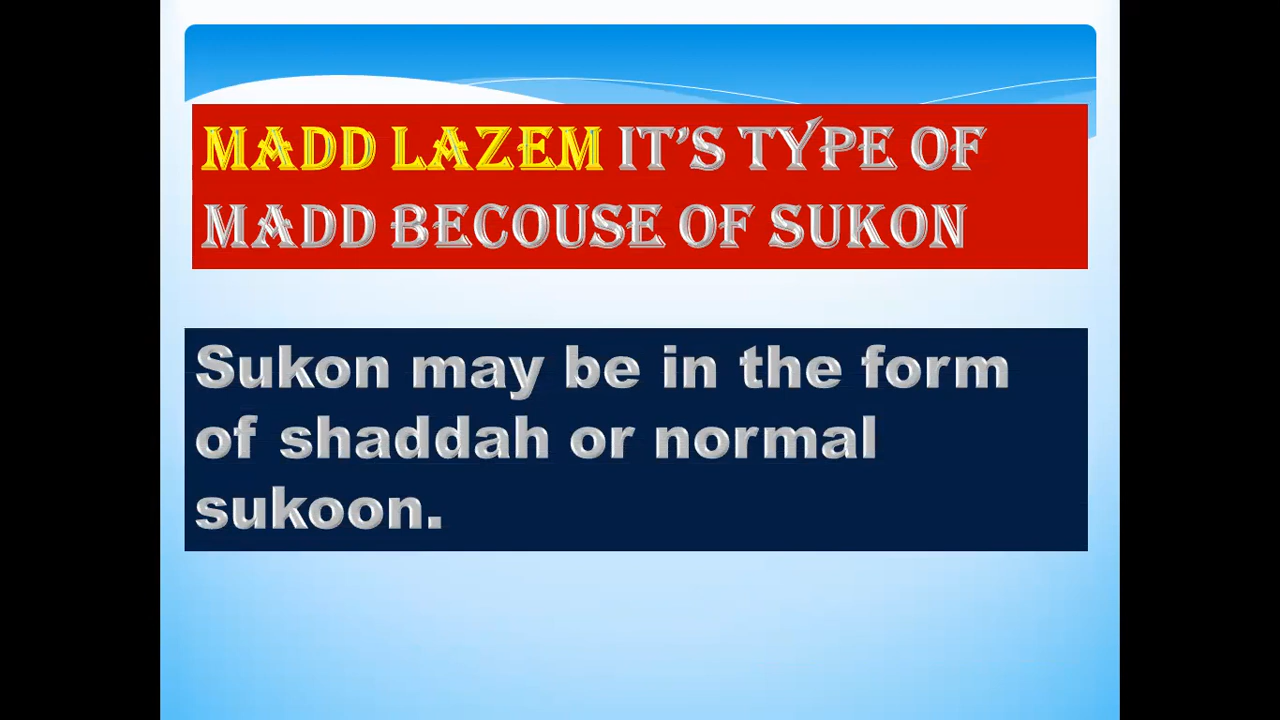 MADD LAZEM IT’S TYPE OF
MADD BECOUSE OF SUKON
Sukon may be in the form
of shaddah or normal
sukoon.